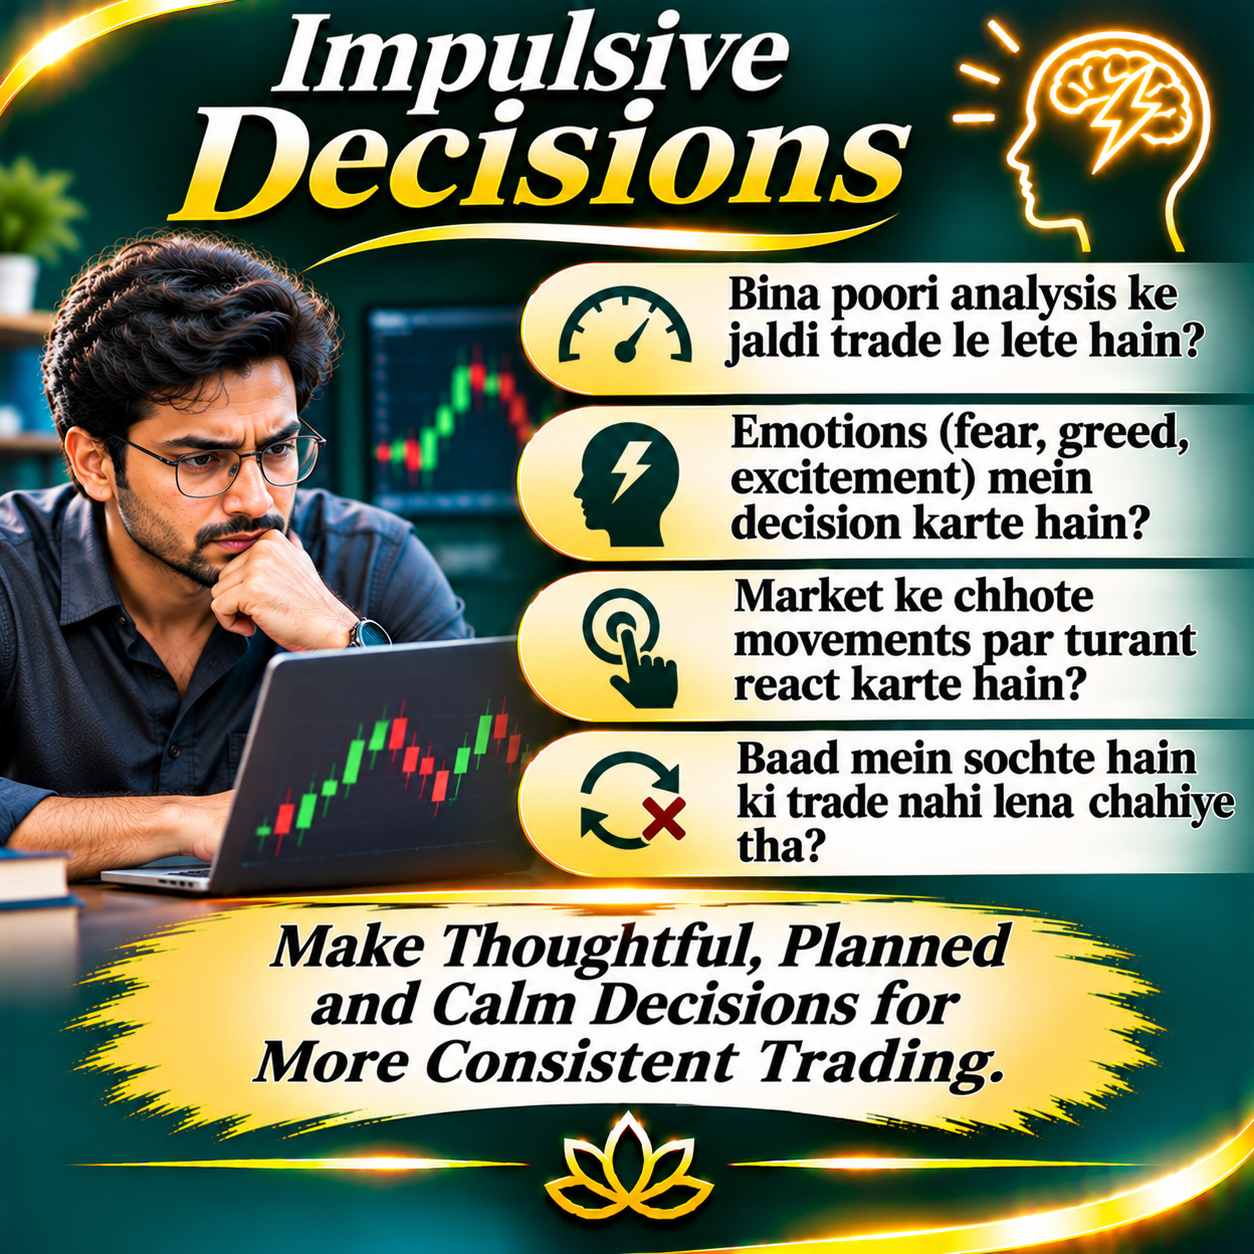 Impulsive
Decisions
Bina poori analysis ke
jaldi trade le lete hain?
Emotions (fear, greed,
excitement) mein
decision karte hain?
Market ke chhote
movements par turant
react karte hain?
Baad mein sochte hain
ki trade nahi lena chahiye
tha?
Make Thoughtful, Planned
and Calm Decisions for
More Consistent Trading.